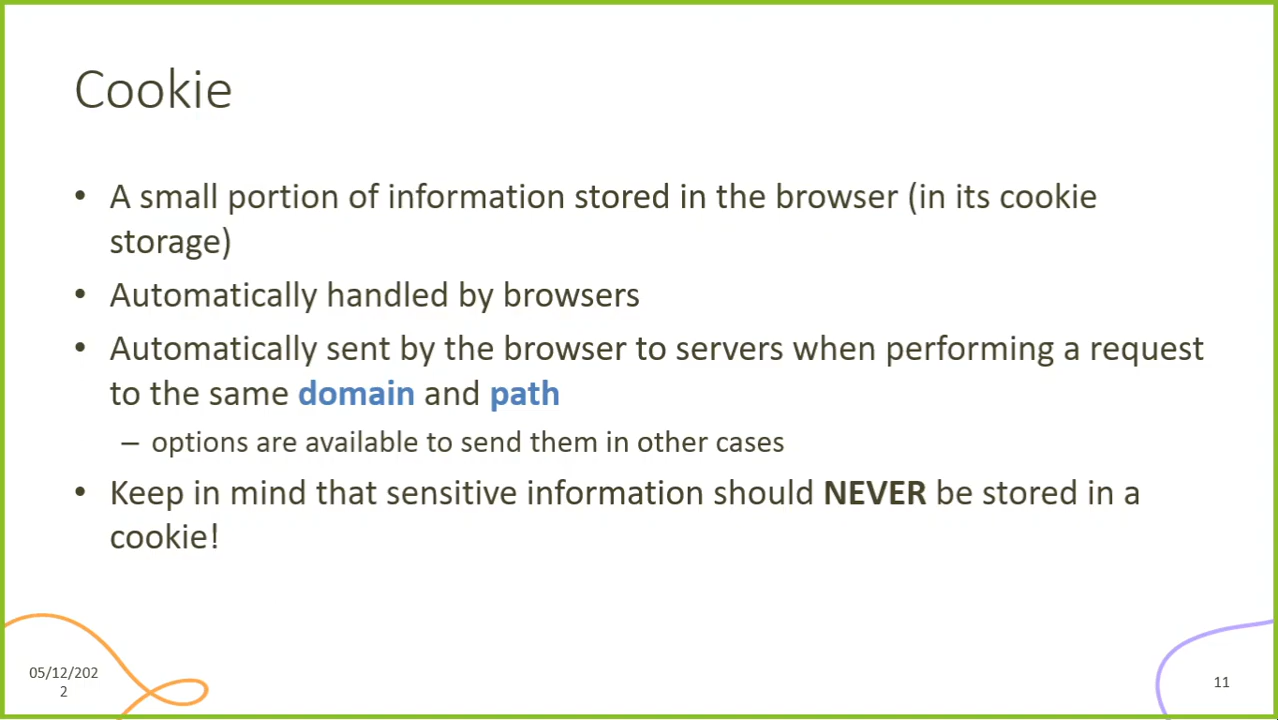 Cookie
• A small portion of information stored in the browser (in its cookie
storage)
• Automatically handled by browsers
• Automatically sent by the browser to servers when performing a request
to the same domain and path
– options are available to send them in other cases
• Keep in mind that sensitive information should NEVER be stored in a
cookie!
05/12/202
2
11